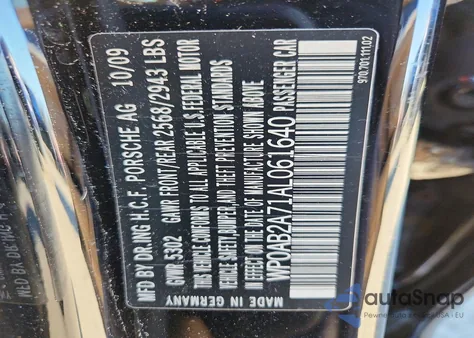 MFD BY DR.ING H.C.F. PORSCHE AG 10/09
GVWR 5302 GAWR FRONT/REAR 2568/2943 LBS
THIS VEHICLE CONFORMS TO ALL APPLICABLE U.S. FEDERAL MOTOR
VEHICLE SAFETY, BUMPER AND THEFT PREVENTION STANDARDS
IN EFFECT ON THE DATE OF MANUFACTURE SHOWN ABOVE
WP0AB2A71AL061640 PASSENGER CAR
MADE IN GERMANY
970.701.111.02
autoSnap